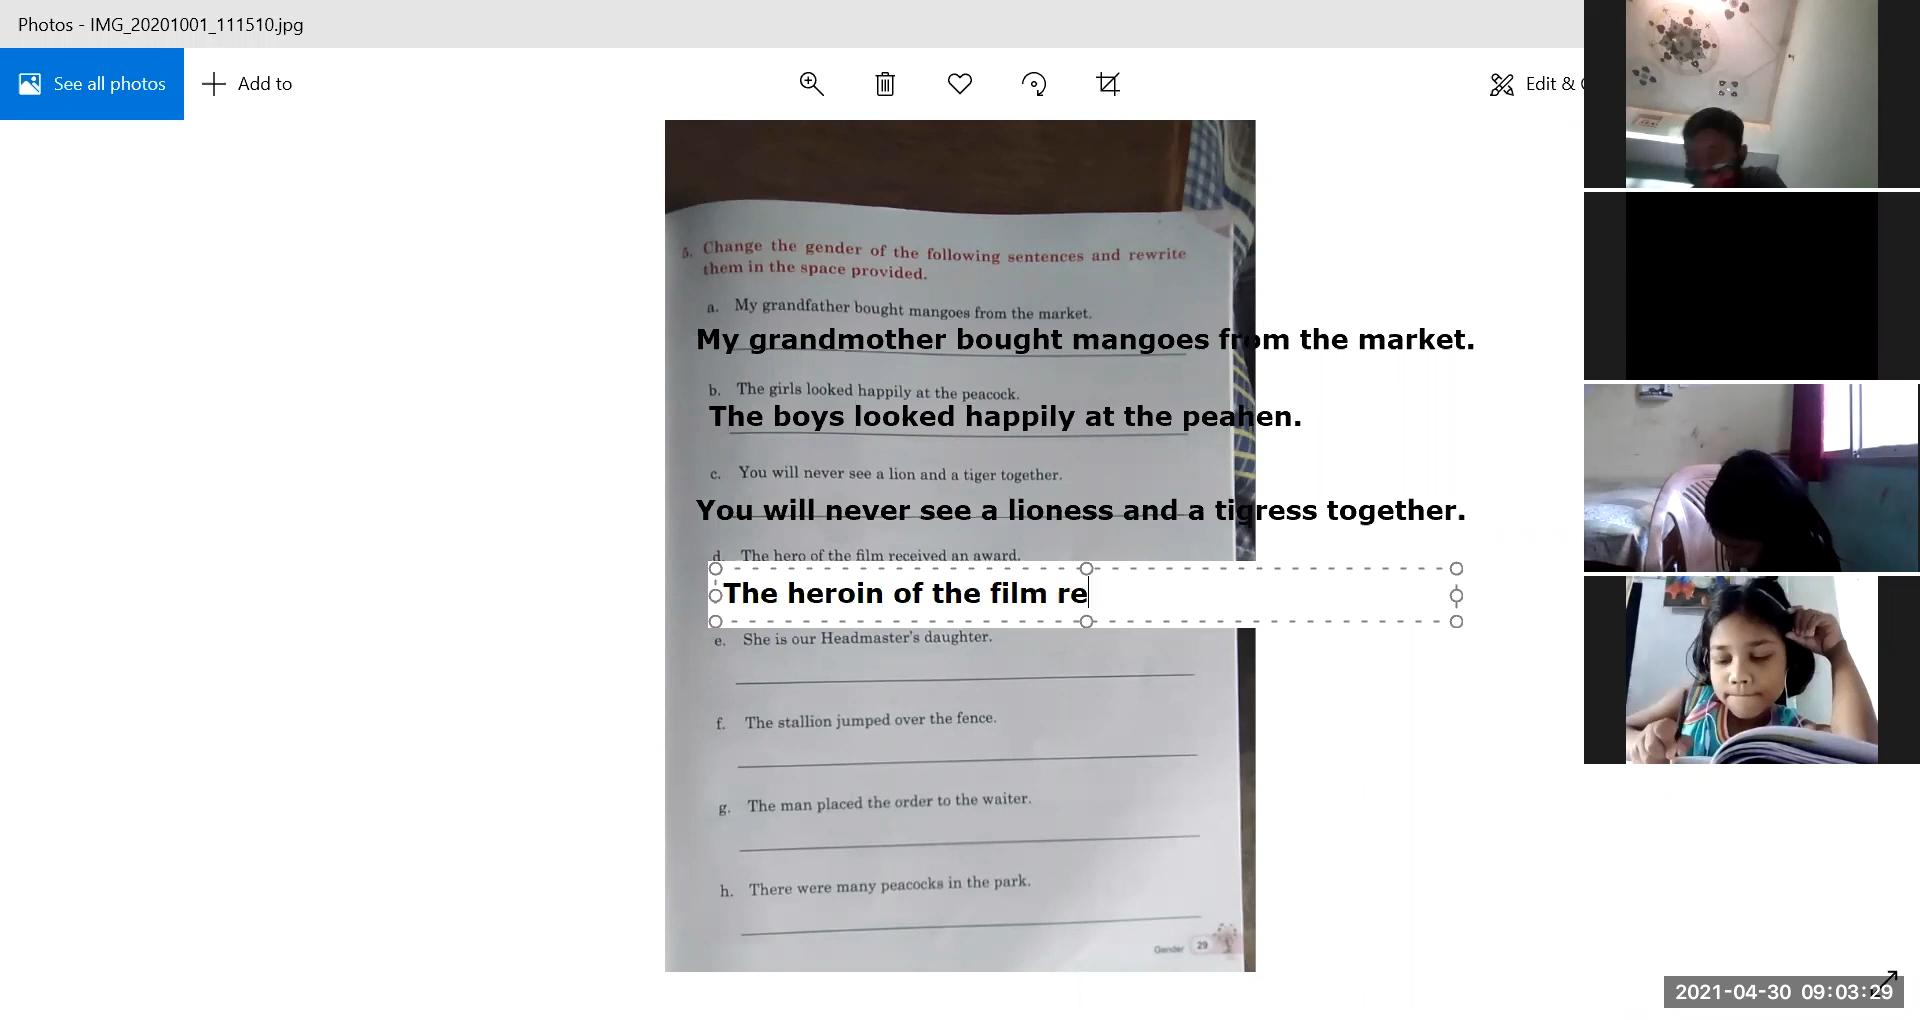 Photos - IMG_20201001_111510.jpg
See all photos
Add to
Edit &
5. Change the gender of the following sentences and rewrite
them in the space provided.
a. My grandfather bought mangoes from the market.
My grandmother bought mangoes from the market.
b. The girls looked happily at the peacock.
The boys looked happily at the peahen.
c. You will never see a lion and a tiger together.
You will never see a lioness and a tigress together.
d. The hero of the film received an award.
The heroin of the film re
e. She is our Headmaster's daughter.
f. The stallion jumped over the fence.
g. The man placed the order to the waiter.
h. There were many peacocks in the park.
Gender 29
2021-04-30 09:03:29